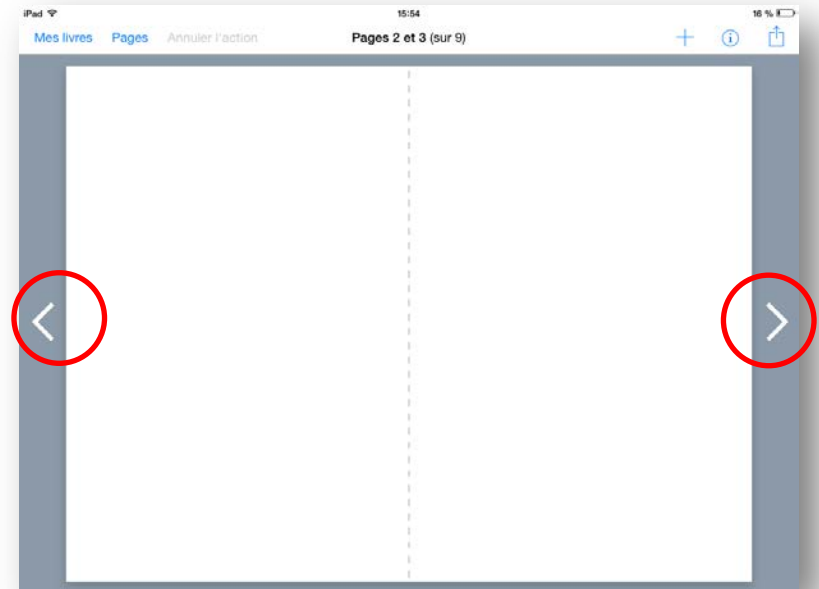 iPad 15:54 16 %
Mes livres Pages Annuler l'action Pages 2 et 3 (sur 9)